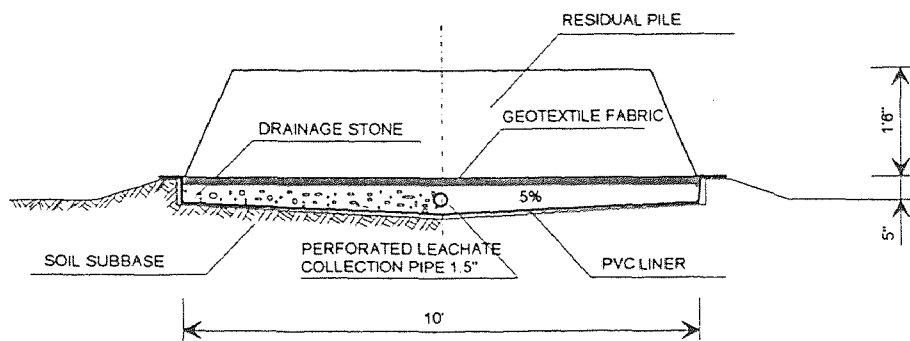 RESIDUAL PILE
GEOTEXTILE FABRIC
DRAINAGE STONE
1'6"
5%
5"
SOIL SUBBASE
PERFORATED LEACHATE
COLLECTION PIPE 1.5"
PVC LINER
10'